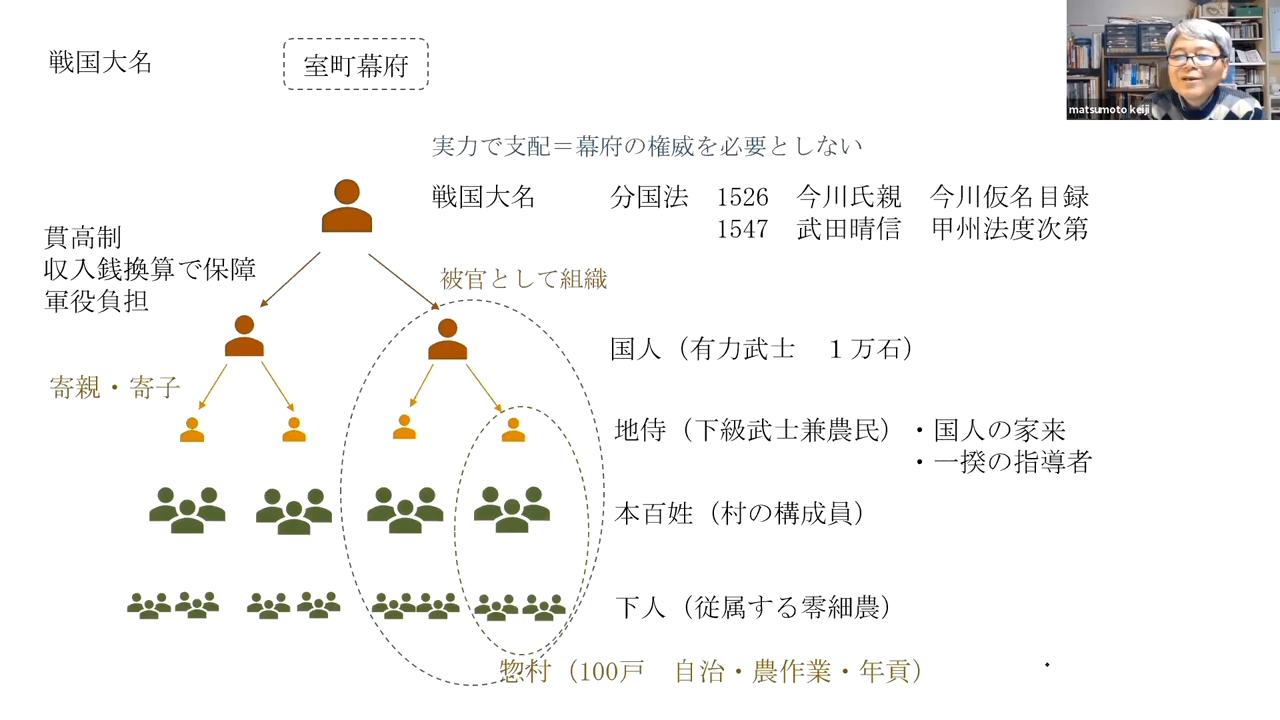 戦国大名
室町幕府
matsumoto keiji
実力で支配＝幕府の権威を必要としない
戦国大名　分国法　1526　今川氏親　今川仮名目録
1547　武田晴信　甲州法度次第
貫高制
収入銭換算で保障
軍役負担
被官として組織
国人（有力武士　１万石）
寄親・寄子
地侍（下級武士兼農民）・国人の家来
・一揆の指導者
本百姓（村の構成員）
下人（従属する零細農）
惣村（100戸　自治・農作業・年貢）